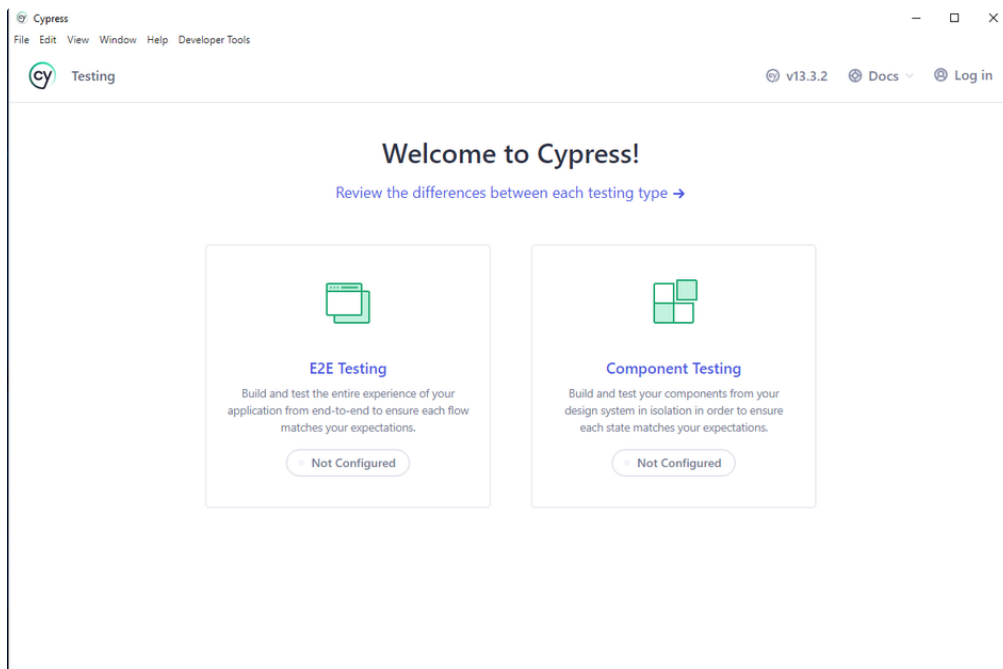 Cypress
File Edit View Window Help Developer Tools
cy Testing v13.3.2 Docs Log in
Welcome to Cypress!
Review the differences between each testing type →
E2E Testing
Build and test the entire experience of your
application from end-to-end to ensure each flow
matches your expectations.
Not Configured
Component Testing
Build and test your components from your
design system in isolation in order to ensure
each state matches your expectations.
Not Configured